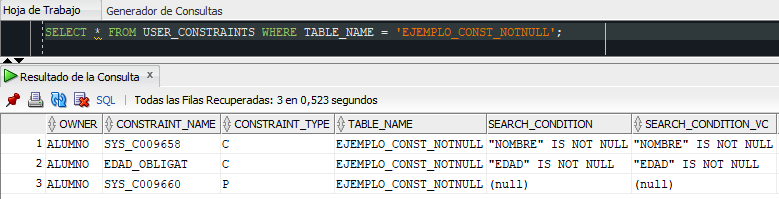 Hoja de Trabajo Generador de Consultas
SELECT * FROM USER_CONSTRAINTS WHERE TABLE_NAME = 'EJEMPLO_CONST_NOTNULL';
Resultado de la Consulta x
SQL | Todas las Filas Recuperadas: 3 en 0,523 segundos
OWNER CONSTRAINT_NAME CONSTRAINT_TYPE TABLE_NAME SEARCH_CONDITION SEARCH_CONDITION_VC
1 ALUMNO SYS_C009658 C EJEMPLO_CONST_NOTNULL "NOMBRE" IS NOT NULL "NOMBRE" IS NOT NULL
2 ALUMNO EDAD_OBLIGAT C EJEMPLO_CONST_NOTNULL "EDAD" IS NOT NULL "EDAD" IS NOT NULL
3 ALUMNO SYS_C009660 P EJEMPLO_CONST_NOTNULL (null) (null)